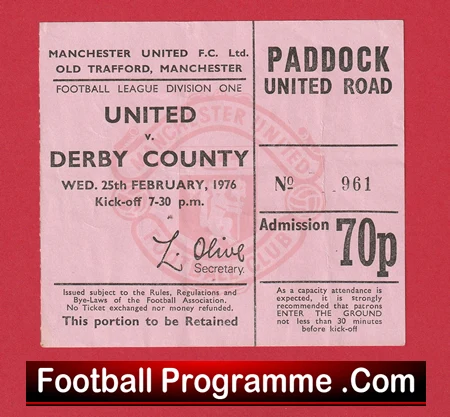 MANCHESTER UNITED F.C. Ltd.
OLD TRAFFORD, MANCHESTER
FOOTBALL LEAGUE DIVISION ONE
UNITED
v.
DERBY COUNTY
WED. 25th FEBRUARY, 1976
Kick-off 7-30 p.m.
L. Olive
Secretary.
Issued subject to the Rules, Regulations and
Bye-Laws of the Football Association.
No Ticket exchanged nor money refunded.
This portion to be Retained
PADDOCK
UNITED ROAD
Nº 961
Admission 70p
As a capacity attendance is
expected, it is strongly
recommended that patrons
ENTER THE GROUND
not less than 30 minutes
before kick-off
MANCHESTER UNITED
CLUB
Football Programme .Com